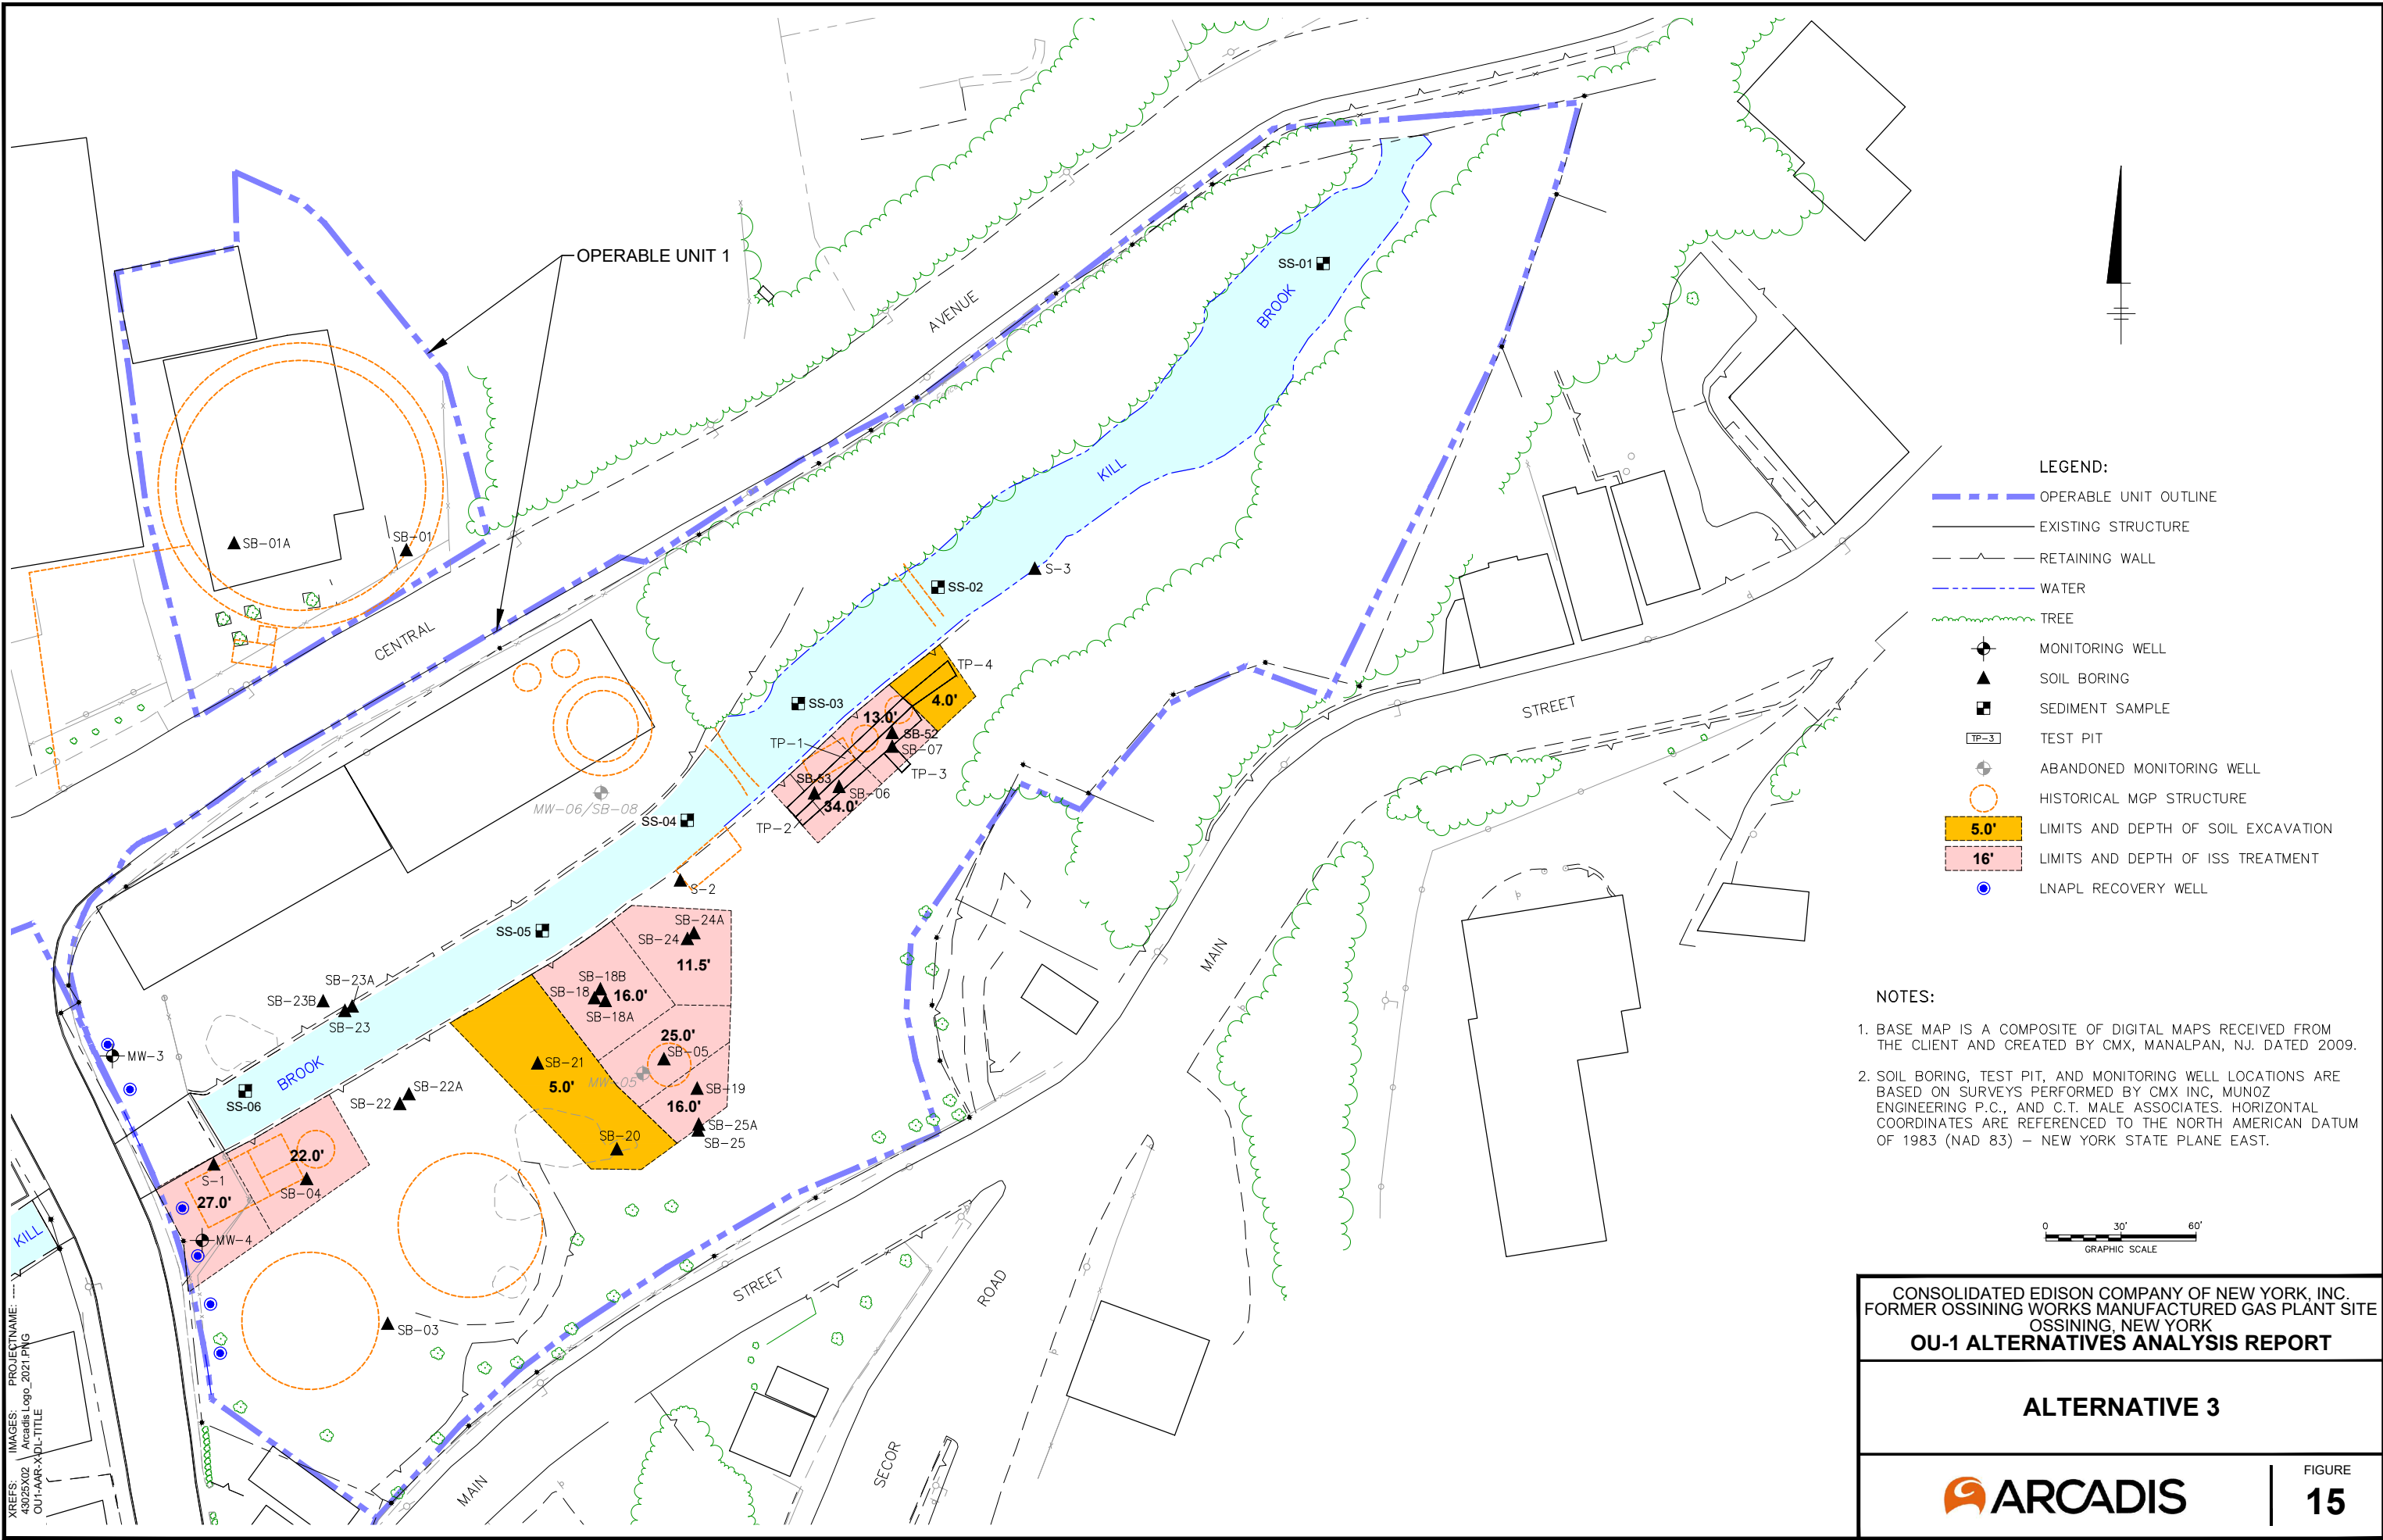 OPERABLE UNIT 1
AVENUE
SS-01
BROOK
KILL
SB-01A
SB-01
CENTRAL
SS-02
S-3
TP-4
4.0'
SS-03
13.0'
SB-52
TP-1
SB-07
TP-3
SB-53
SB-06
34.0'
MW-06/SB-08
SS-04
TP-2
S-2
STREET
MAIN
SS-05
SB-24A
SB-24
11.5'
SB-18B
SB-18
16.0'
SB-18A
SB-23A
SB-23B
SB-23
25.0'
SB-05
MW-3
SB-21
5.0'
MW-05
SB-19
16.0'
BROOK
SS-06
SB-22A
SB-22
SB-25A
SB-25
SB-20
22.0'
S-1
SB-04
27.0'
MW-4
KILL
SB-03
STREET
ROAD
MAIN
SECOR
LEGEND:
OPERABLE UNIT OUTLINE
EXISTING STRUCTURE
RETAINING WALL
WATER
TREE
MONITORING WELL
SOIL BORING
SEDIMENT SAMPLE
TP-3 TEST PIT
ABANDONED MONITORING WELL
HISTORICAL MGP STRUCTURE
5.0' LIMITS AND DEPTH OF SOIL EXCAVATION
16' LIMITS AND DEPTH OF ISS TREATMENT
LNAPL RECOVERY WELL
NOTES:
1. BASE MAP IS A COMPOSITE OF DIGITAL MAPS RECEIVED FROM
THE CLIENT AND CREATED BY CMX, MANALPAN, NJ. DATED 2009.
2. SOIL BORING, TEST PIT, AND MONITORING WELL LOCATIONS ARE
BASED ON SURVEYS PERFORMED BY CMX INC, MUNOZ
ENGINEERING P.C., AND C.T. MALE ASSOCIATES. HORIZONTAL
COORDINATES ARE REFERENCED TO THE NORTH AMERICAN DATUM
OF 1983 (NAD 83) – NEW YORK STATE PLANE EAST.
0 30' 60'
GRAPHIC SCALE
CONSOLIDATED EDISON COMPANY OF NEW YORK, INC.
FORMER OSSINING WORKS MANUFACTURED GAS PLANT SITE
OSSINING, NEW YORK
OU-1 ALTERNATIVES ANALYSIS REPORT
ALTERNATIVE 3
ARCADIS
FIGURE
15
XREFS: IMAGES: PROJECTNAME: ----
43025X02 Arcadis Logo_2021.PNG